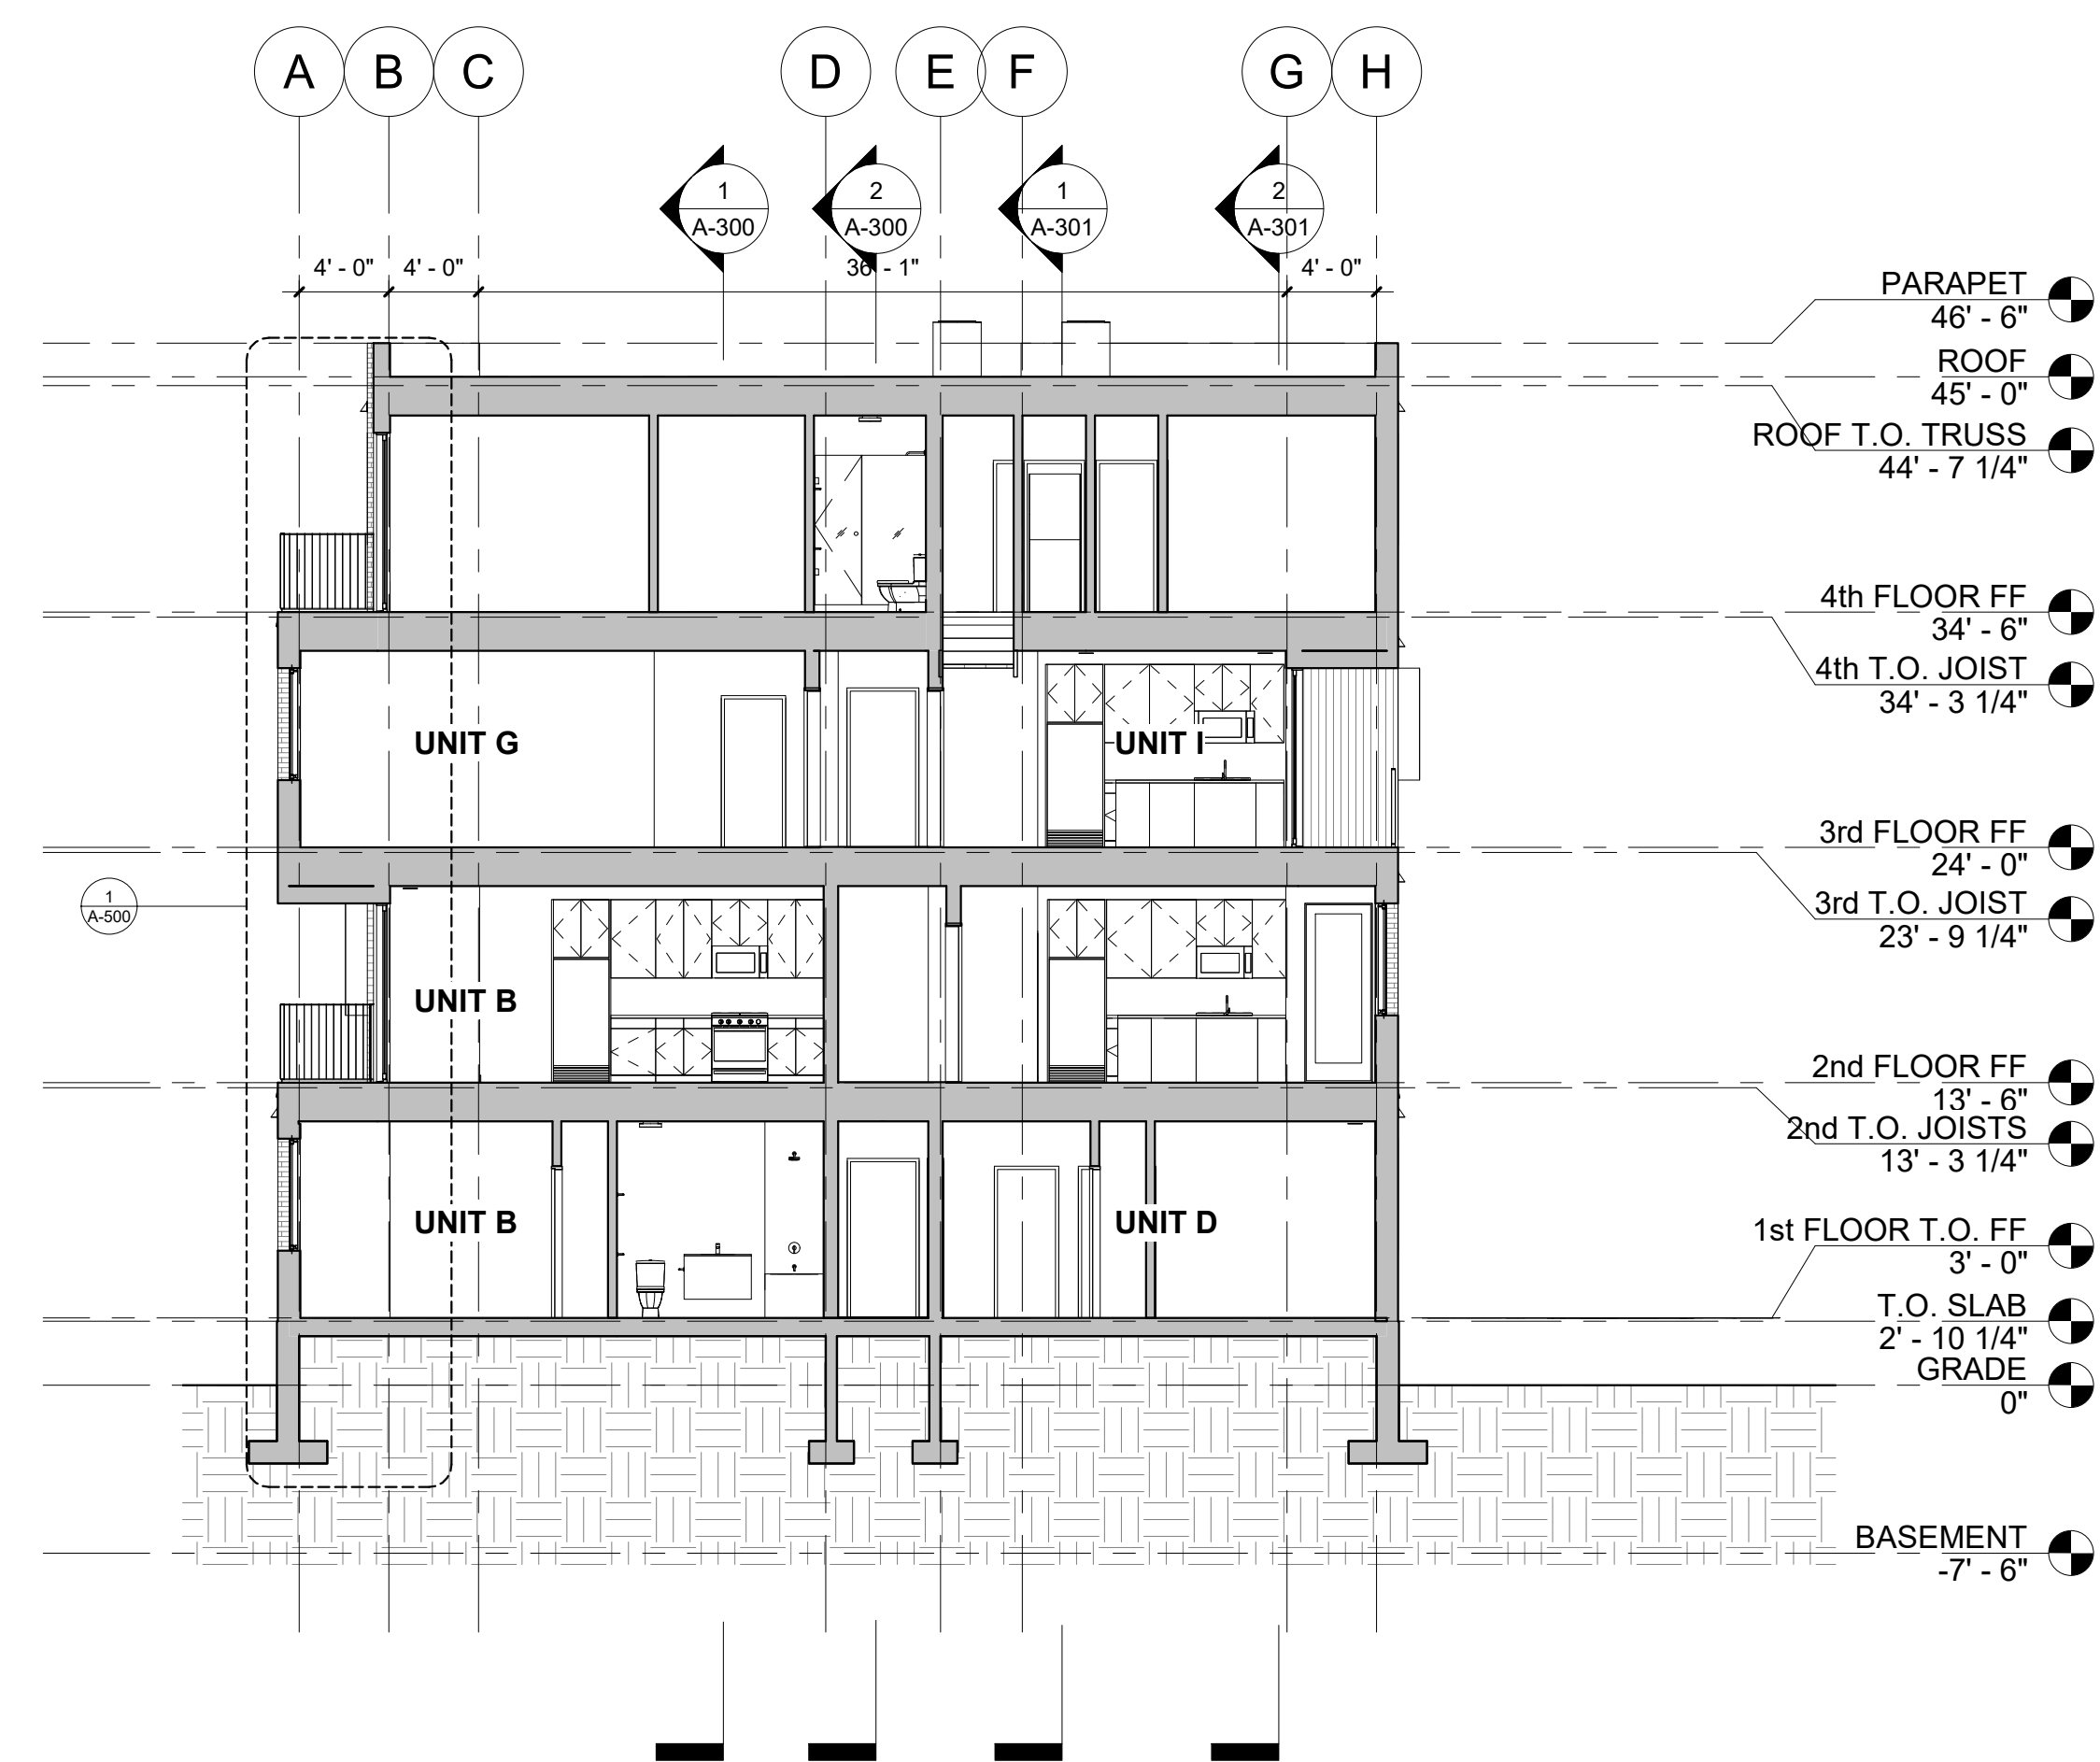 A B C D E F G H
1 2 1 2
A-300 A-300 A-301 A-301
4' - 0" 4' - 0" 36' - 1" 4' - 0"
PARAPET
46' - 6"
ROOF
45' - 0"
ROOF T.O. TRUSS
44' - 7 1/4"
4th FLOOR FF
34' - 6"
4th T.O. JOIST
34' - 3 1/4"
UNIT G UNIT I
3rd FLOOR FF
24' - 0"
1
A-500
3rd T.O. JOIST
23' - 9 1/4"
UNIT B
2nd FLOOR FF
13' - 6"
2nd T.O. JOISTS
13' - 3 1/4"
UNIT B UNIT D
1st FLOOR T.O. FF
3' - 0"
T.O. SLAB
2' - 10 1/4"
GRADE
0"
BASEMENT
-7' - 6"